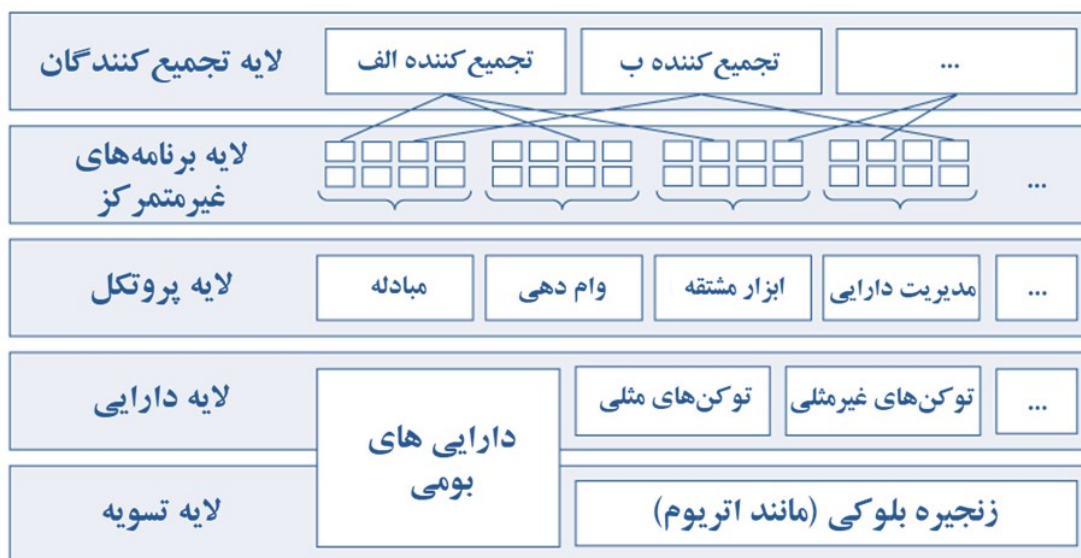 لایه تجمیع کنندگان
تجمیع کننده الف
تجمیع کننده ب
...
لایه برنامه‌های
غیرمتمرکز
...
لایه پروتکل
مبادله
وام دهی
ابزار مشتقه
مدیریت دارایی
...
لایه دارایی
دارایی های
بومی
توکن‌های مثلی
توکن‌های غیرمثلی
...
لایه تسویه
زنجیره بلوکی (مانند اتریوم)